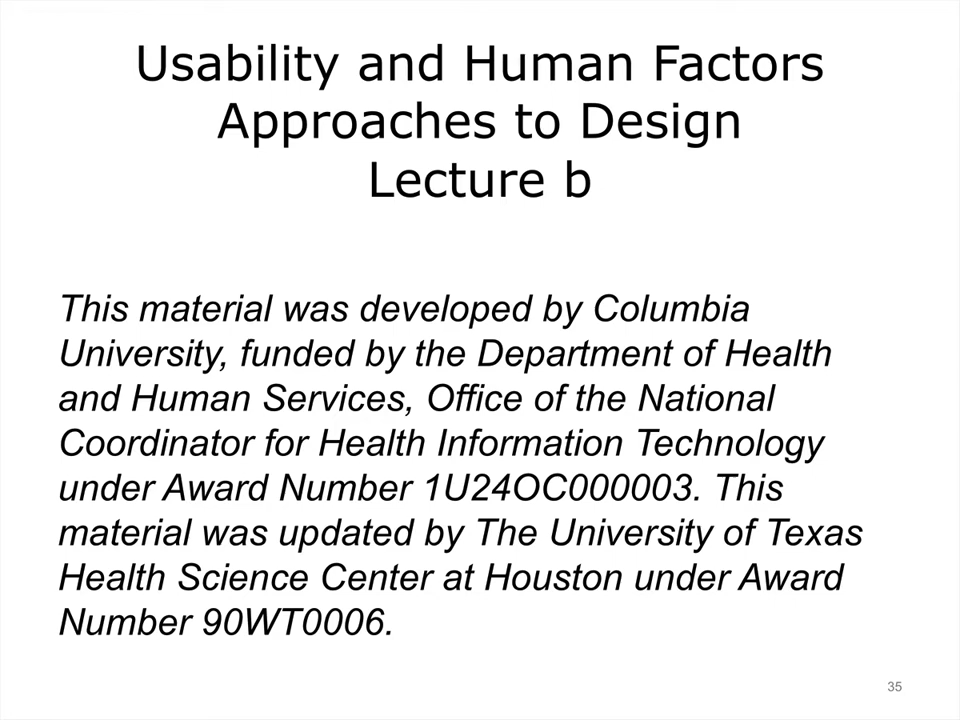 Usability and Human Factors
Approaches to Design
Lecture b
This material was developed by Columbia
University, funded by the Department of Health
and Human Services, Office of the National
Coordinator for Health Information Technology
under Award Number 1U24OC000003. This
material was updated by The University of Texas
Health Science Center at Houston under Award
Number 90WT0006.
35